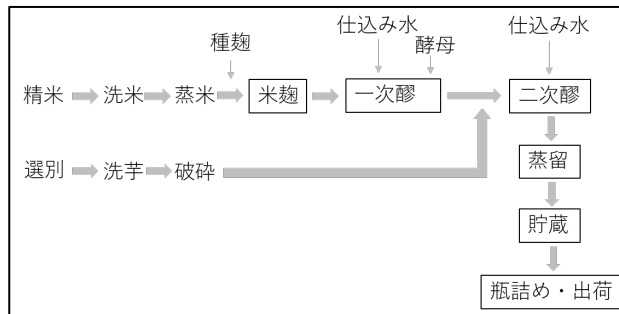 仕込み水
仕込み水
種麹
酵母
精米
洗米
蒸米
米麹
一次醪
二次醪
選別
洗芋
破砕
蒸留
貯蔵
瓶詰め・出荷